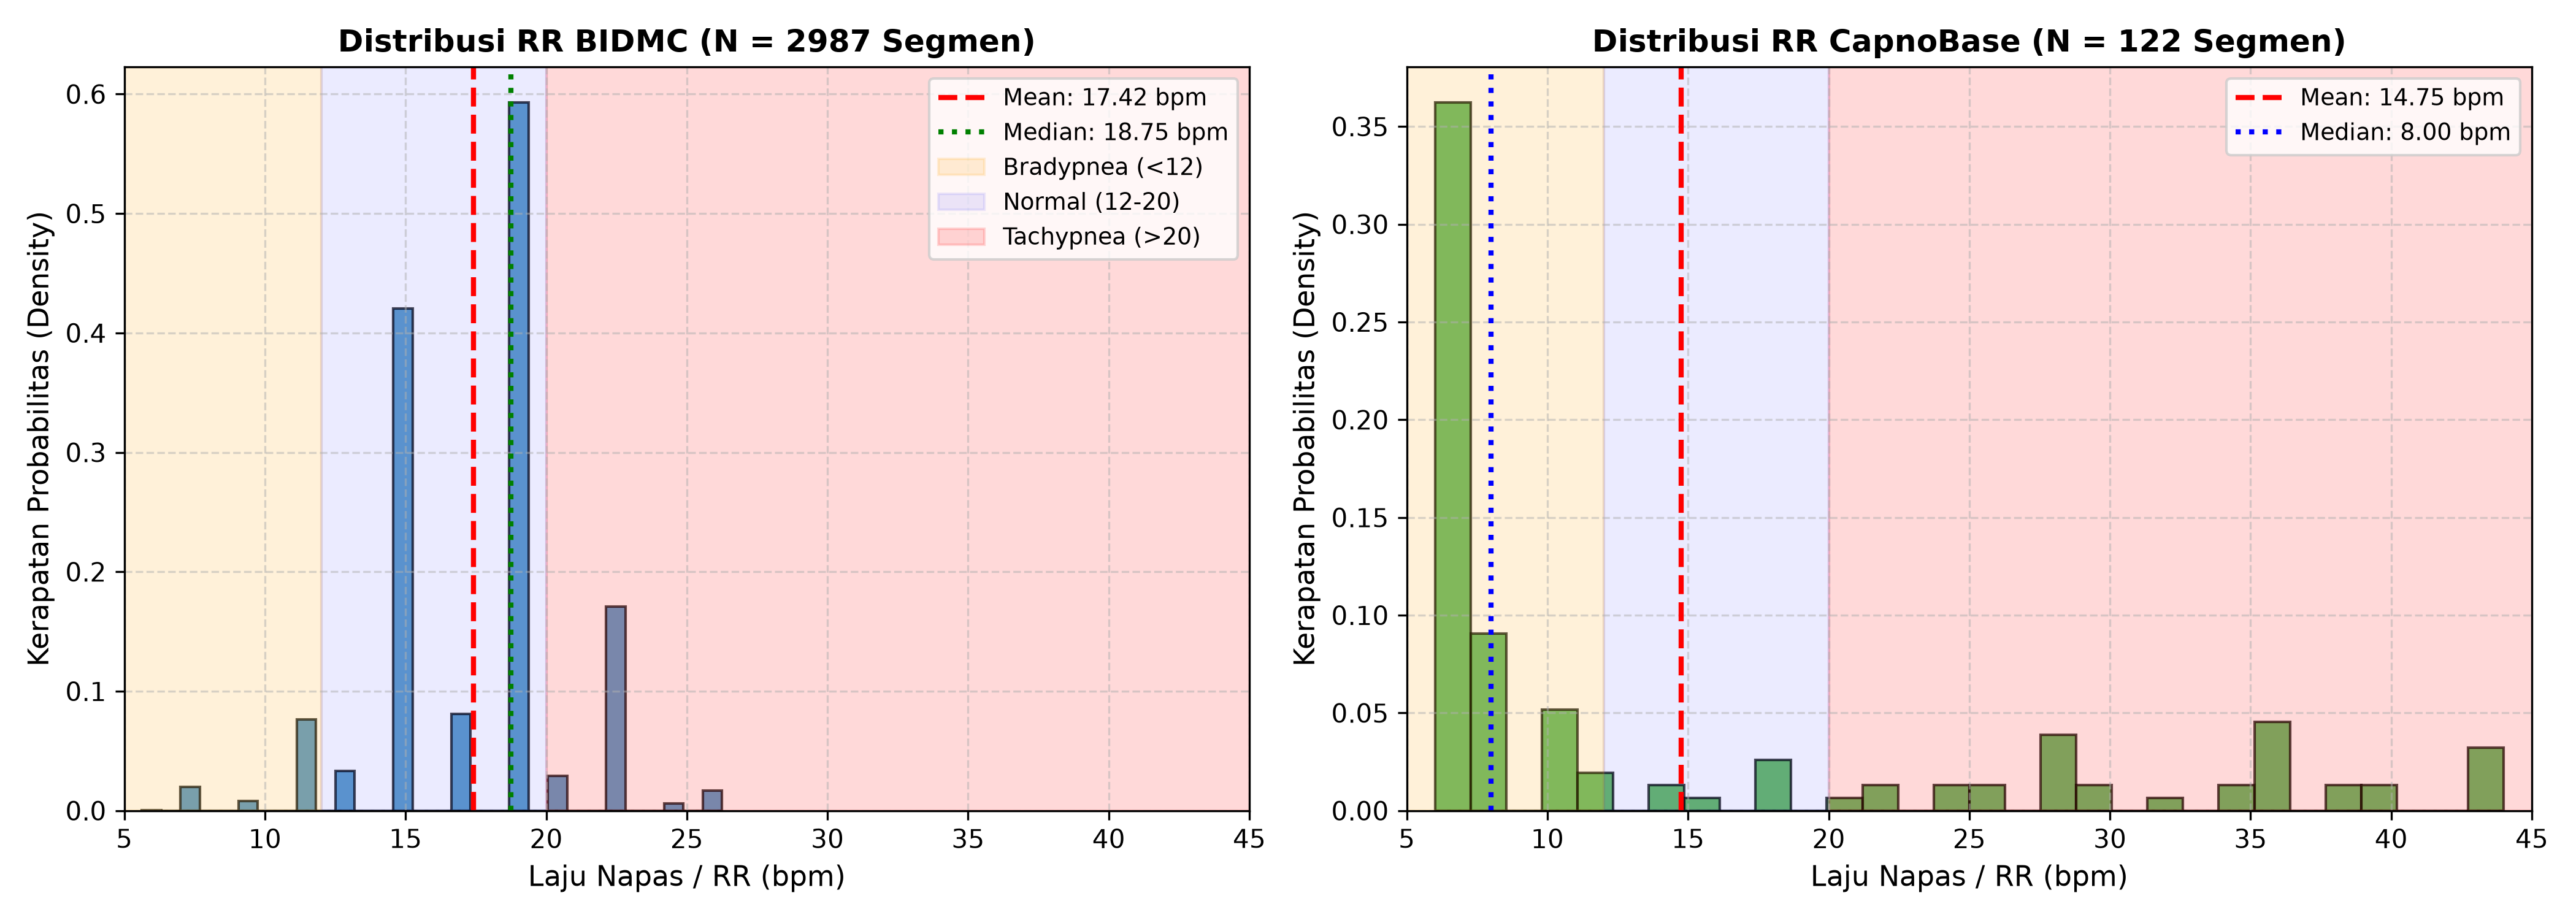 Distribusi RR BIDMC (N = 2987 Segmen)
Kerapatan Probabilitas (Density)
0.6
0.5
0.4
0.3
0.2
0.1
0.0
Mean: 17.42 bpm
Median: 18.75 bpm
Bradypnea (<12)
Normal (12-20)
Tachypnea (>20)
5 10 15 20 25 30 35 40 45
Laju Napas / RR (bpm)
Distribusi RR CapnoBase (N = 122 Segmen)
Kerapatan Probabilitas (Density)
0.35
0.30
0.25
0.20
0.15
0.10
0.05
0.00
Mean: 14.75 bpm
Median: 8.00 bpm
5 10 15 20 25 30 35 40 45
Laju Napas / RR (bpm)